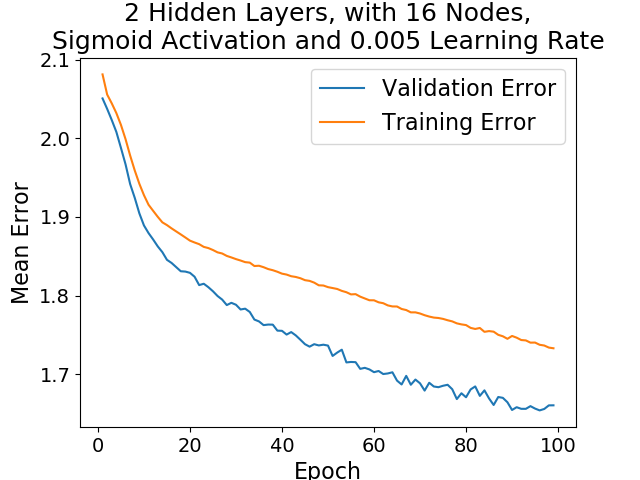 2 Hidden Layers, with 16 Nodes,
Sigmoid Activation and 0.005 Learning Rate
Validation Error
Training Error
Mean Error
2.1
2.0
1.9
1.8
1.7
0 20 40 60 80 100
Epoch